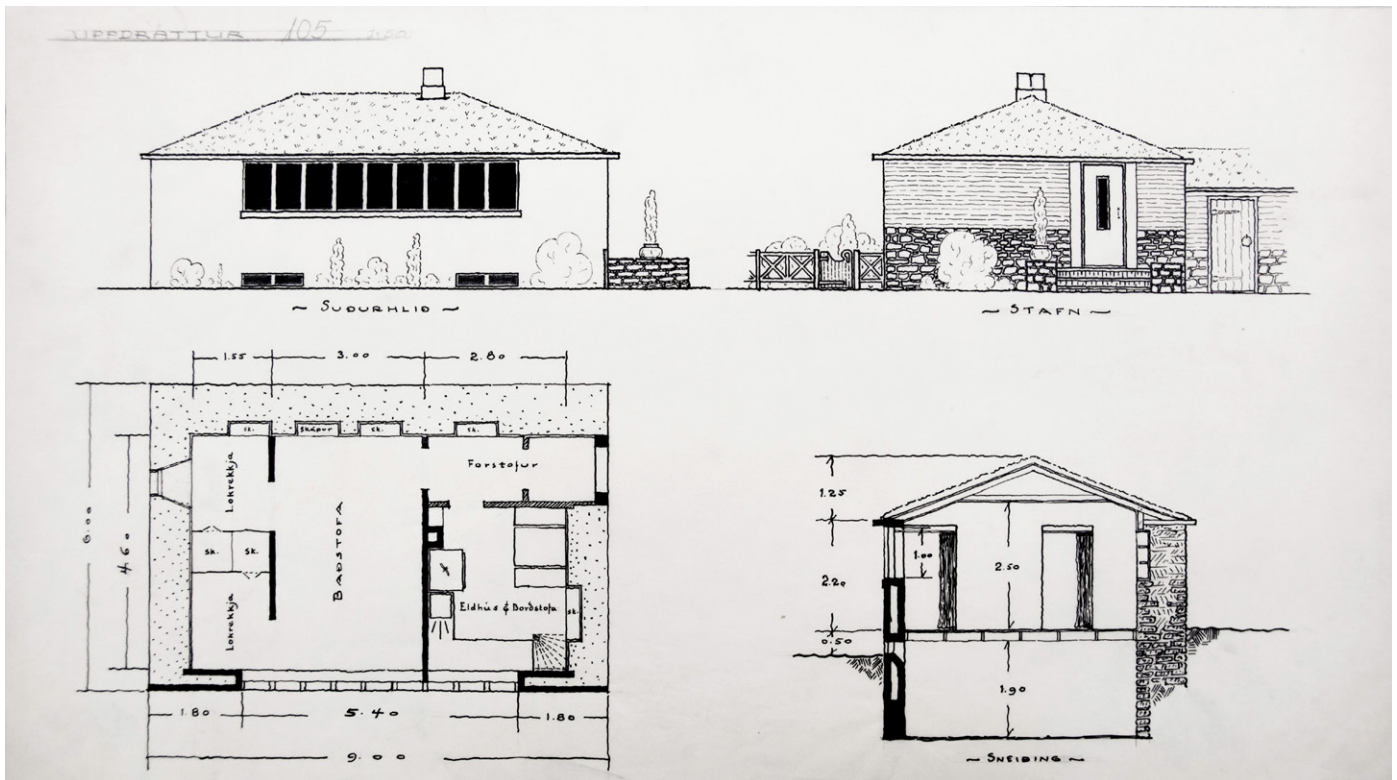 UPPDRÁTTUR 105 1:50
~ SUÐURHLIÐ ~
~ STAFN ~
1.55 3.00 2.80
sk. skápur sk. sk.
Forstofur
Lokrekkja
BAÐSTOFA
6.00
4.60
sk. sk.
Eldhús & Borðstofa
sk.
Lokrekkja
1.80 5.40 1.80
9.00
1.25
1.00
2.50
2.20
0.50
1.90
~ SNEIÐING ~